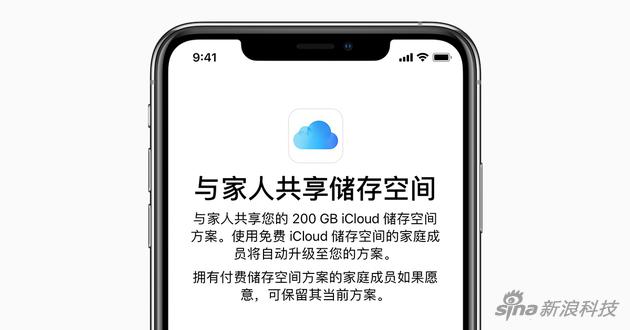 9:41
与家人共享储存空间
与家人共享您的 200 GB iCloud 储存空间
方案。使用免费 iCloud 储存空间的家庭成
员将自动升级至您的方案。
拥有付费储存空间方案的家庭成员如果愿
意，可保留其当前方案。
sina新浪科技